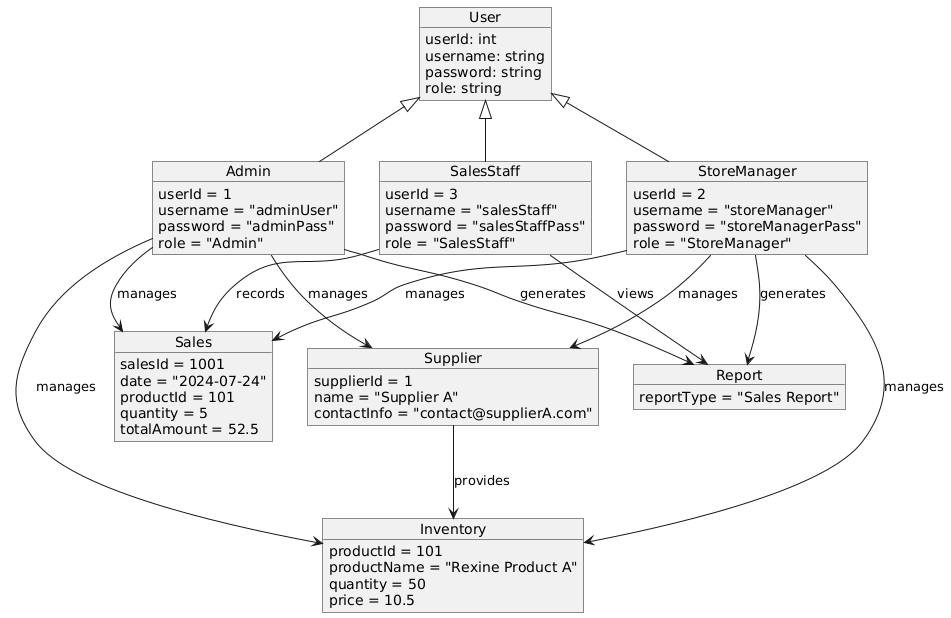 User
userId: int
username: string
password: string
role: string
Admin
userId = 1
username = "adminUser"
password = "adminPass"
role = "Admin"
SalesStaff
userId = 3
username = "salesStaff"
password = "salesStaffPass"
role = "SalesStaff"
StoreManager
userId = 2
username = "storeManager"
password = "storeManagerPass"
role = "StoreManager"
manages
records
manages
manages
generates
views
manages
generates
Sales
salesId = 1001
date = "2024-07-24"
productId = 101
quantity = 5
totalAmount = 52.5
Supplier
supplierId = 1
name = "Supplier A"
contactInfo = "contact@supplierA.com"
Report
reportType = "Sales Report"
manages
manages
provides
Inventory
productId = 101
productName = "Rexine Product A"
quantity = 50
price = 10.5